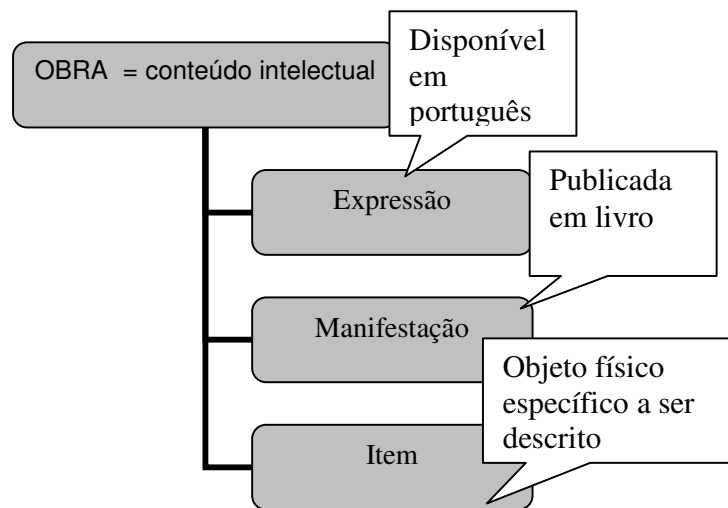 Disponível
em
português
OBRA = conteúdo intelectual
Expressão
Publicada
em livro
Manifestação
Objeto físico
específico a ser
descrito
Item